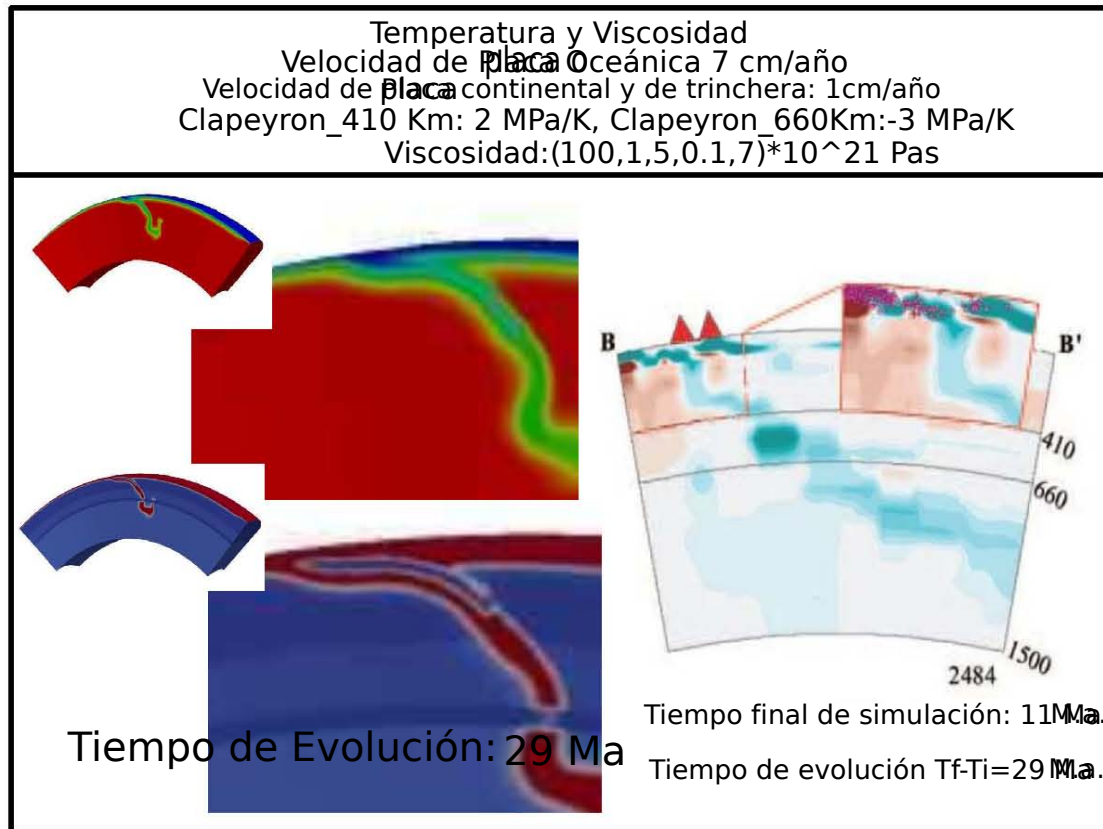 Temperatura y Viscosidad
Velocidad de Placa Oceánica 7 cm/año
Velocidad de placa continental y de trinchera: 1cm/año
Clapeyron_410 Km: 2 MPa/K, Clapeyron_660Km:-3 MPa/K
Viscosidad:(100,1,5,0.1,7)*10^21 Pas
B
B'
410
660
1500
2484
Tiempo final de simulación: 11 M.a.
Tiempo de Evolución: 29 Ma
Tiempo de evolución Tf-Ti=29 M.a.